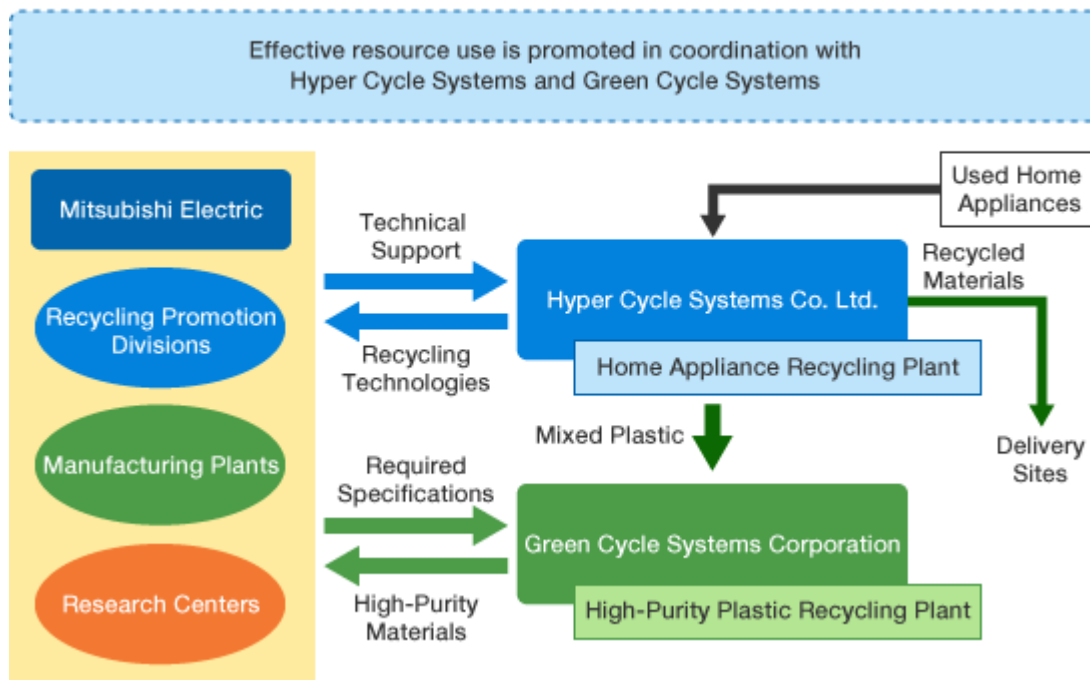 Effective resource use is promoted in coordination with
Hyper Cycle Systems and Green Cycle Systems
Mitsubishi Electric
Recycling Promotion
Divisions
Manufacturing Plants
Research Centers
Technical
Support
Recycling
Technologies
Required
Specifications
High-Purity
Materials
Used Home
Appliances
Hyper Cycle Systems Co. Ltd.
Home Appliance Recycling Plant
Recycled
Materials
Delivery
Sites
Mixed Plastic
Green Cycle Systems Corporation
High-Purity Plastic Recycling Plant